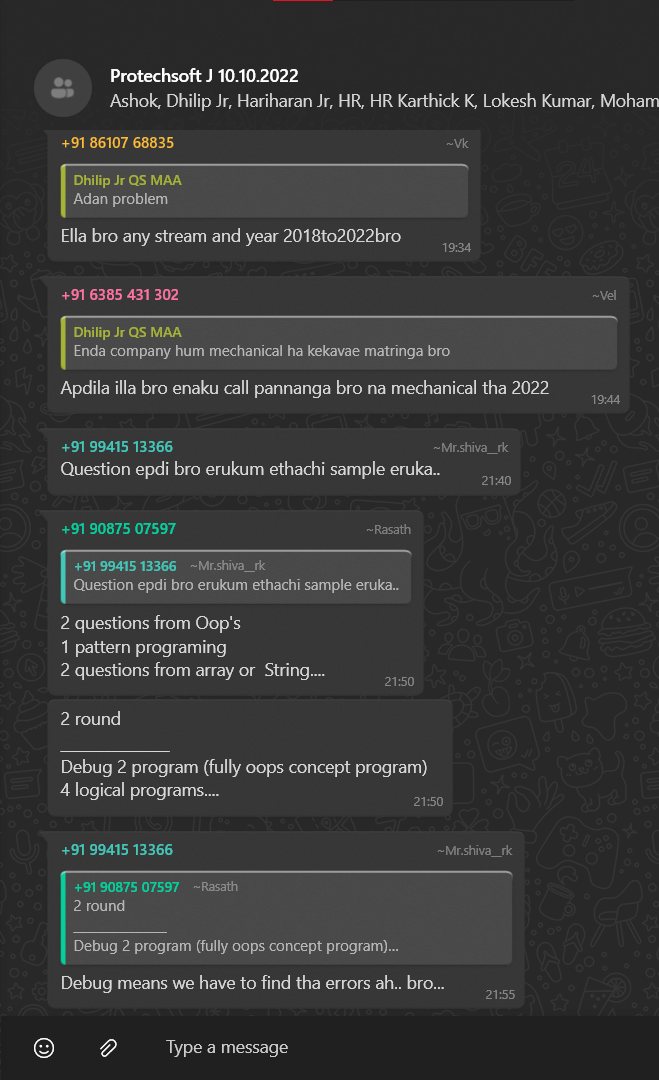 Protechsoft J 10.10.2022
Ashok, Dhilip Jr, Hariharan Jr, HR, HR Karthick K, Lokesh Kumar, Moham
+91 86107 68835 ~Vk
Dhilip Jr QS MAA
Adan problem
Ella bro any stream and year 2018to2022bro
19:34
+91 6385 431 302 ~Vel
Dhilip Jr QS MAA
Enda company hum mechanical ha kekavae matringa bro
Apdila illa bro enaku call pannanga bro na mechanical tha 2022
19:44
+91 99415 13366 ~Mr.shiva__rk
Question epdi bro erukum ethachi sample eruka..
21:40
+91 90875 07597 ~Rasath
+91 99415 13366 ~Mr.shiva__rk
Question epdi bro erukum ethachi sample eruka..
2 questions from Oop's
1 pattern programing
2 questions from array or  String....
21:50
2 round
____________
Debug 2 program (fully oops concept program)
4 logical programs....
21:50
+91 99415 13366 ~Mr.shiva__rk
+91 90875 07597 ~Rasath
2 round
____________
Debug 2 program (fully oops concept program)...
Debug means we have to find tha errors ah.. bro...
21:55
Type a message